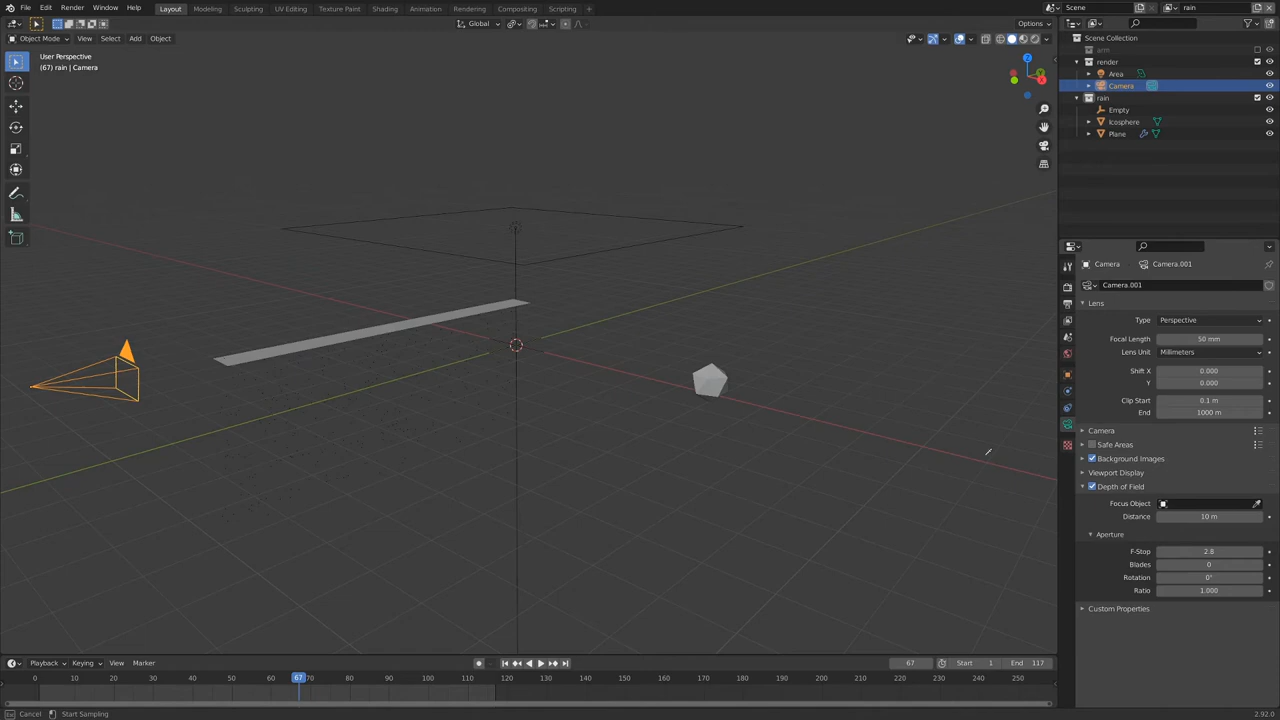 File Edit Render Window Help Layout Modeling Sculpting UV Editing Texture Paint Shading Animation Rendering Compositing Scripting + Scene rain
Global Options
Object Mode View Select Add Object
User Perspective
(67) rain | Camera
Scene Collection
arm
render
Area
Camera
rain
Empty
Icosphere
Plane
Camera Camera.001
Camera.001
Lens
Type Perspective
Focal Length 50 mm
Lens Unit Millimeters
Shift X 0.000
Y 0.000
Clip Start 0.1 m
End 1000 m
Camera
Safe Areas
Background Images
Viewport Display
Depth of Field
Focus Object
Distance 10 m
Aperture
F-Stop 2.8
Blades 0
Rotation 0°
Ratio 1.000
Custom Properties
Playback Keying View Marker 67 Start 1 End 117
0 10 20 30 40 50 60 67 70 80 90 100 110 120 130 140 150 160 170 180 190 200 210 220 230 240 250
Cancel Start Sampling 2.92.0